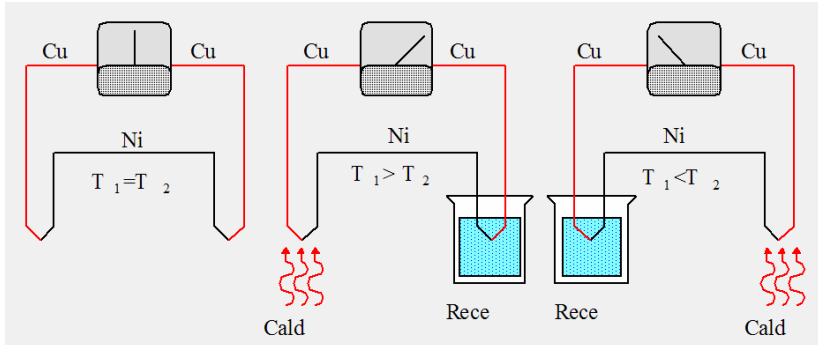 Cu Cu Cu Cu Cu Cu
Ni Ni Ni
T 1=T 2 T 1> T 2 T 1<T 2
Rece Rece
Cald Cald